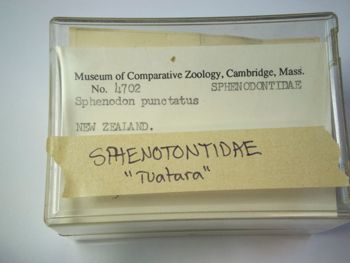 Museum of Comparative Zoology, Cambridge, Mass.
No. 4702 SPHENODONTIDAE
Sphenodon punctatus
NEW ZEALAND.
SPHENOTONTIDAE
"Tuatara"